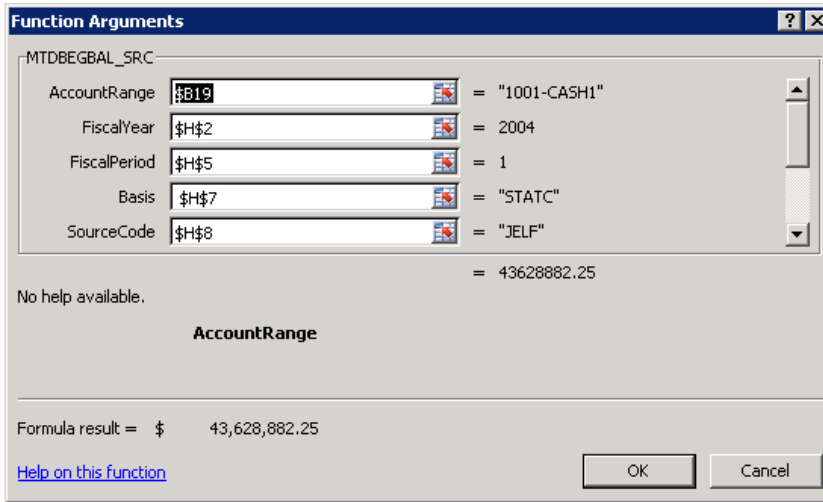 Function Arguments
MTDBEGBAL_SRC
AccountRange $B19 = "1001-CASH1"
FiscalYear $H$2 = 2004
FiscalPeriod $H$5 = 1
Basis $H$7 = "STATC"
SourceCode $H$8 = "JELF"
= 43628882.25
No help available.
AccountRange
Formula result = $ 43,628,882.25
Help on this function
OK Cancel